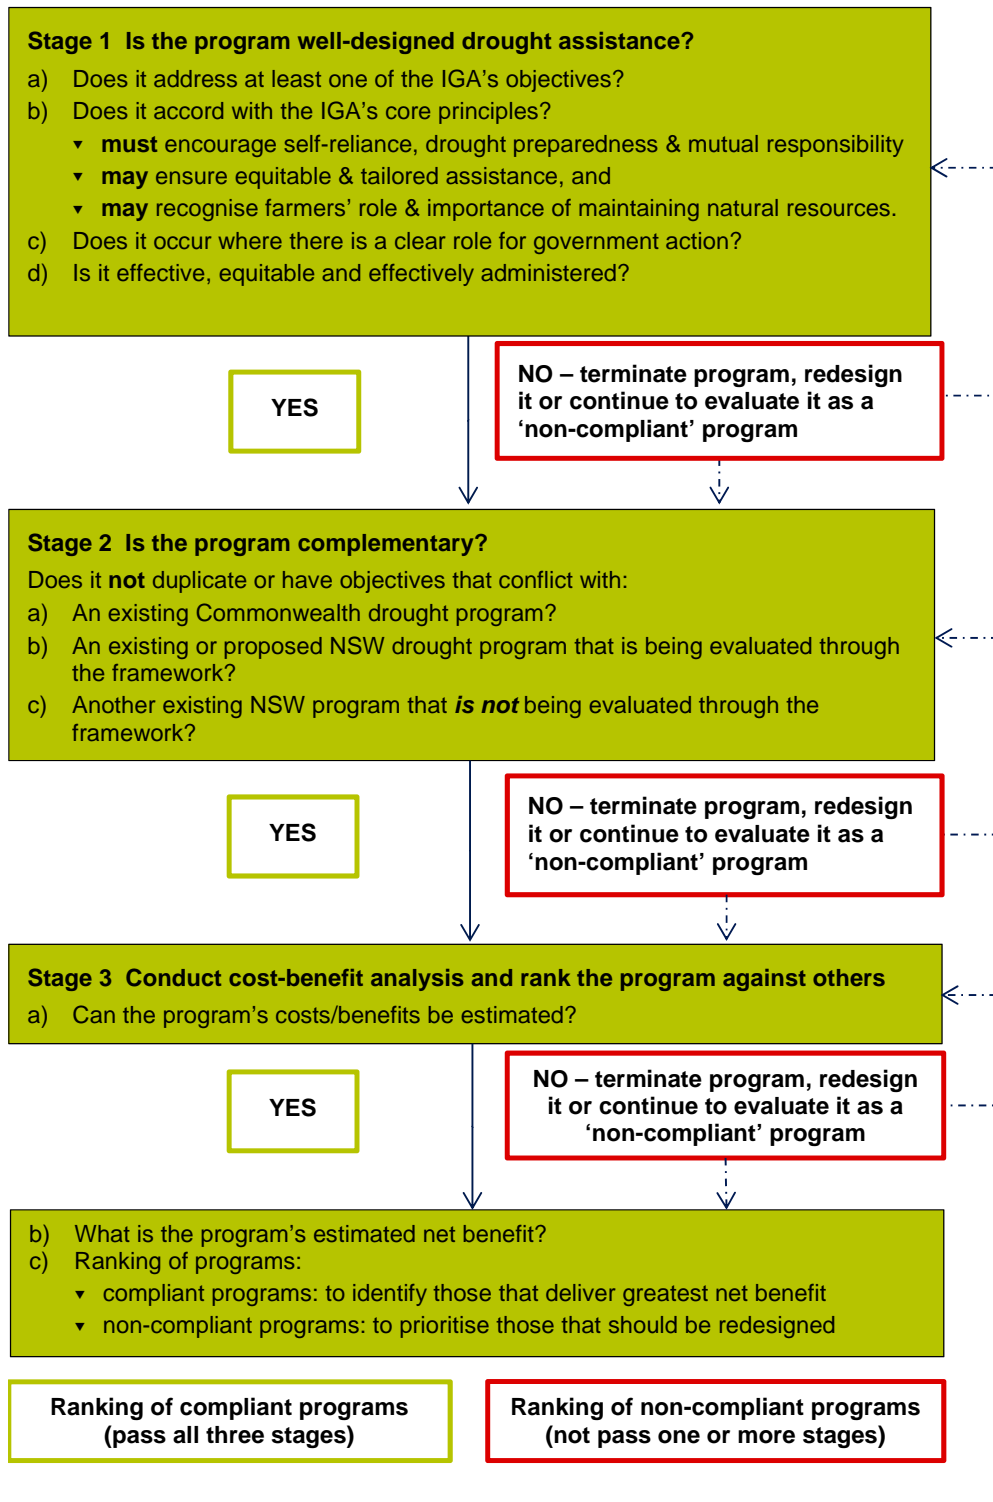 Stage 1 Is the program well-designed drought assistance?
a) Does it address at least one of the IGA’s objectives?
b) Does it accord with the IGA’s core principles?
▼ must encourage self-reliance, drought preparedness & mutual responsibility
▼ may ensure equitable & tailored assistance, and
▼ may recognise farmers’ role & importance of maintaining natural resources.
c) Does it occur where there is a clear role for government action?
d) Is it effective, equitable and effectively administered?
YES
NO – terminate program, redesign
it or continue to evaluate it as a
‘non-compliant’ program
Stage 2 Is the program complementary?
Does it not duplicate or have objectives that conflict with:
a) An existing Commonwealth drought program?
b) An existing or proposed NSW drought program that is being evaluated through
the framework?
c) Another existing NSW program that is not being evaluated through the
framework?
YES
NO – terminate program, redesign
it or continue to evaluate it as a
‘non-compliant’ program
Stage 3 Conduct cost-benefit analysis and rank the program against others
a) Can the program’s costs/benefits be estimated?
YES
NO – terminate program, redesign
it or continue to evaluate it as a
‘non-compliant’ program
b) What is the program’s estimated net benefit?
c) Ranking of programs:
▼ compliant programs: to identify those that deliver greatest net benefit
▼ non-compliant programs: to prioritise those that should be redesigned
Ranking of compliant programs
(pass all three stages)
Ranking of non-compliant programs
(not pass one or more stages)